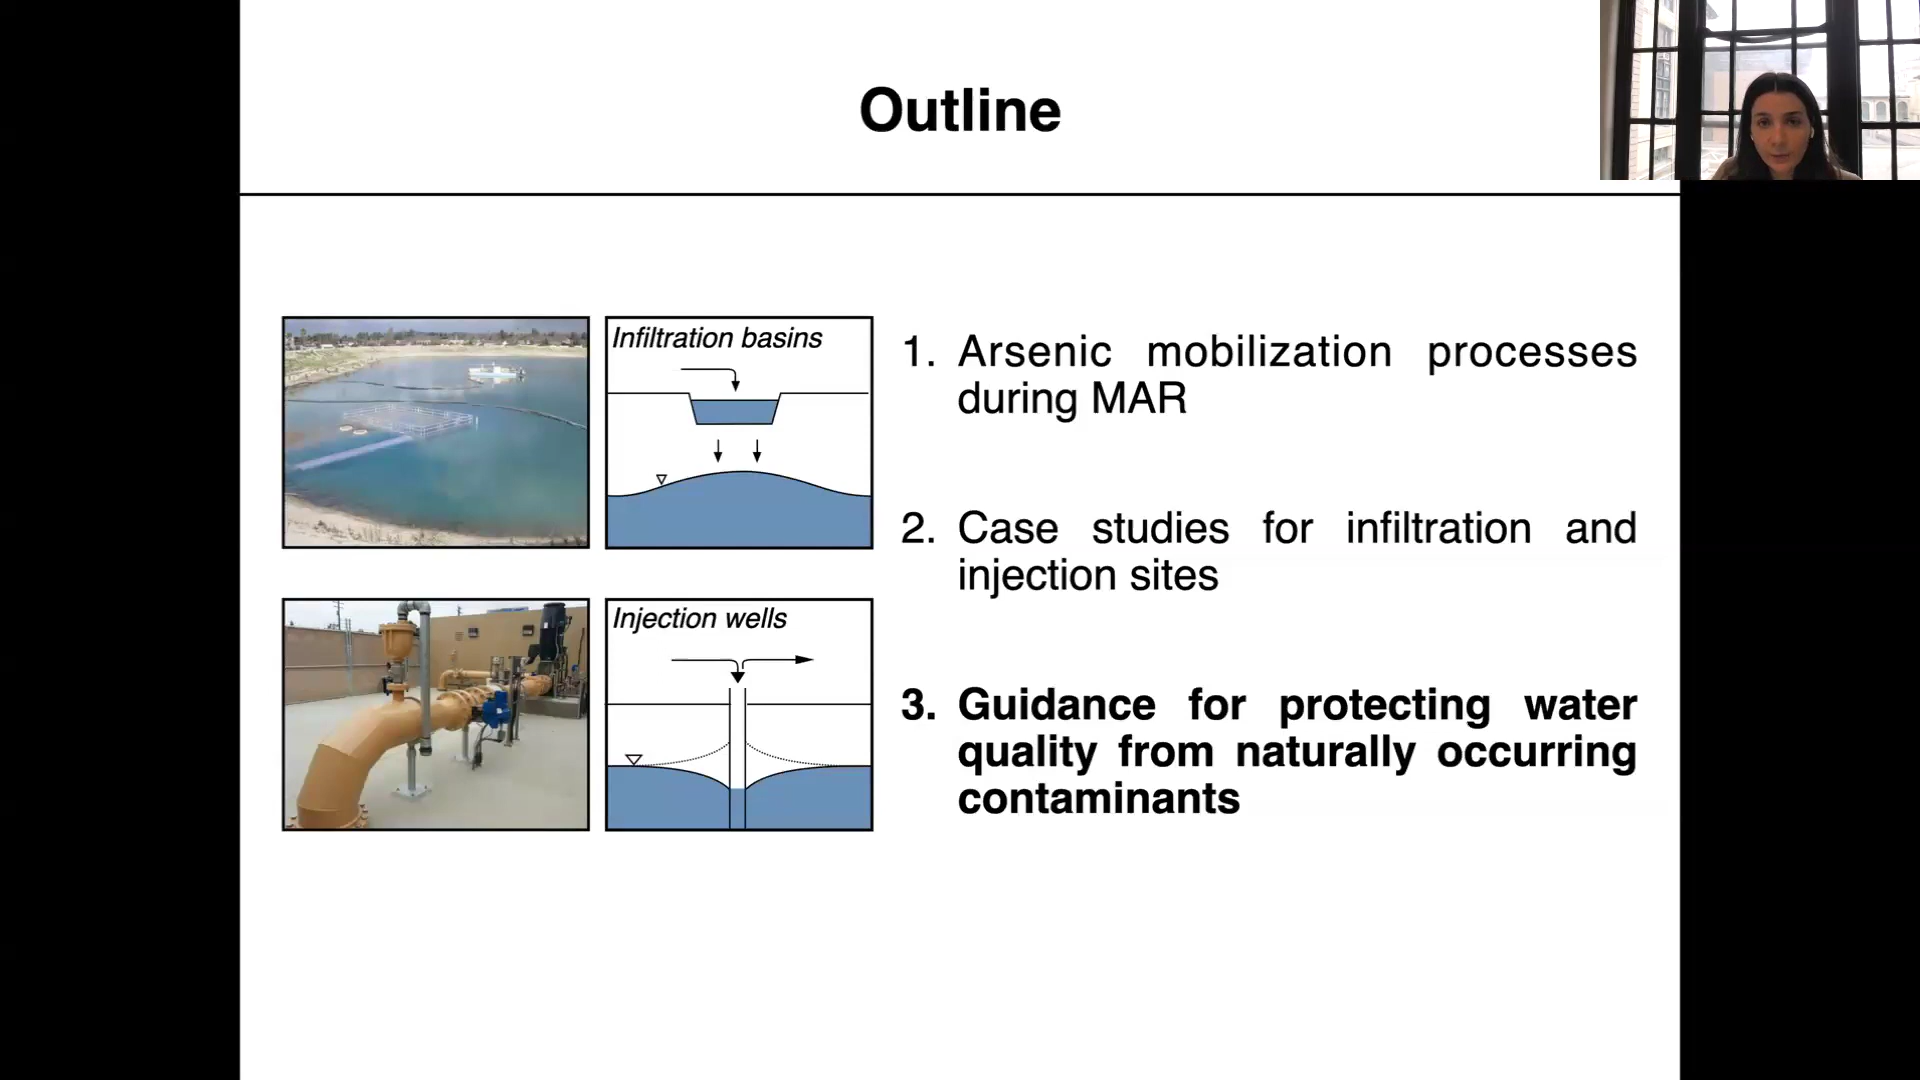 Outline
Infiltration basins
Injection wells
1. Arsenic mobilization processes
during MAR
2. Case studies for infiltration and
injection sites
3. Guidance for protecting water
quality from naturally occurring
contaminants